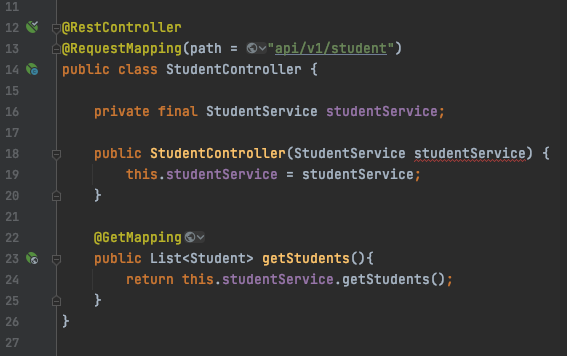 11
12 @RestController
13 @RequestMapping(path = "api/v1/student")
14 public class StudentController {
15
16 private final StudentService studentService;
17
18 public StudentController(StudentService studentService) {
19 this.studentService = studentService;
20 }
21
22 @GetMapping
23 public List<Student> getStudents(){
24 return this.studentService.getStudents();
25 }
26 }
27